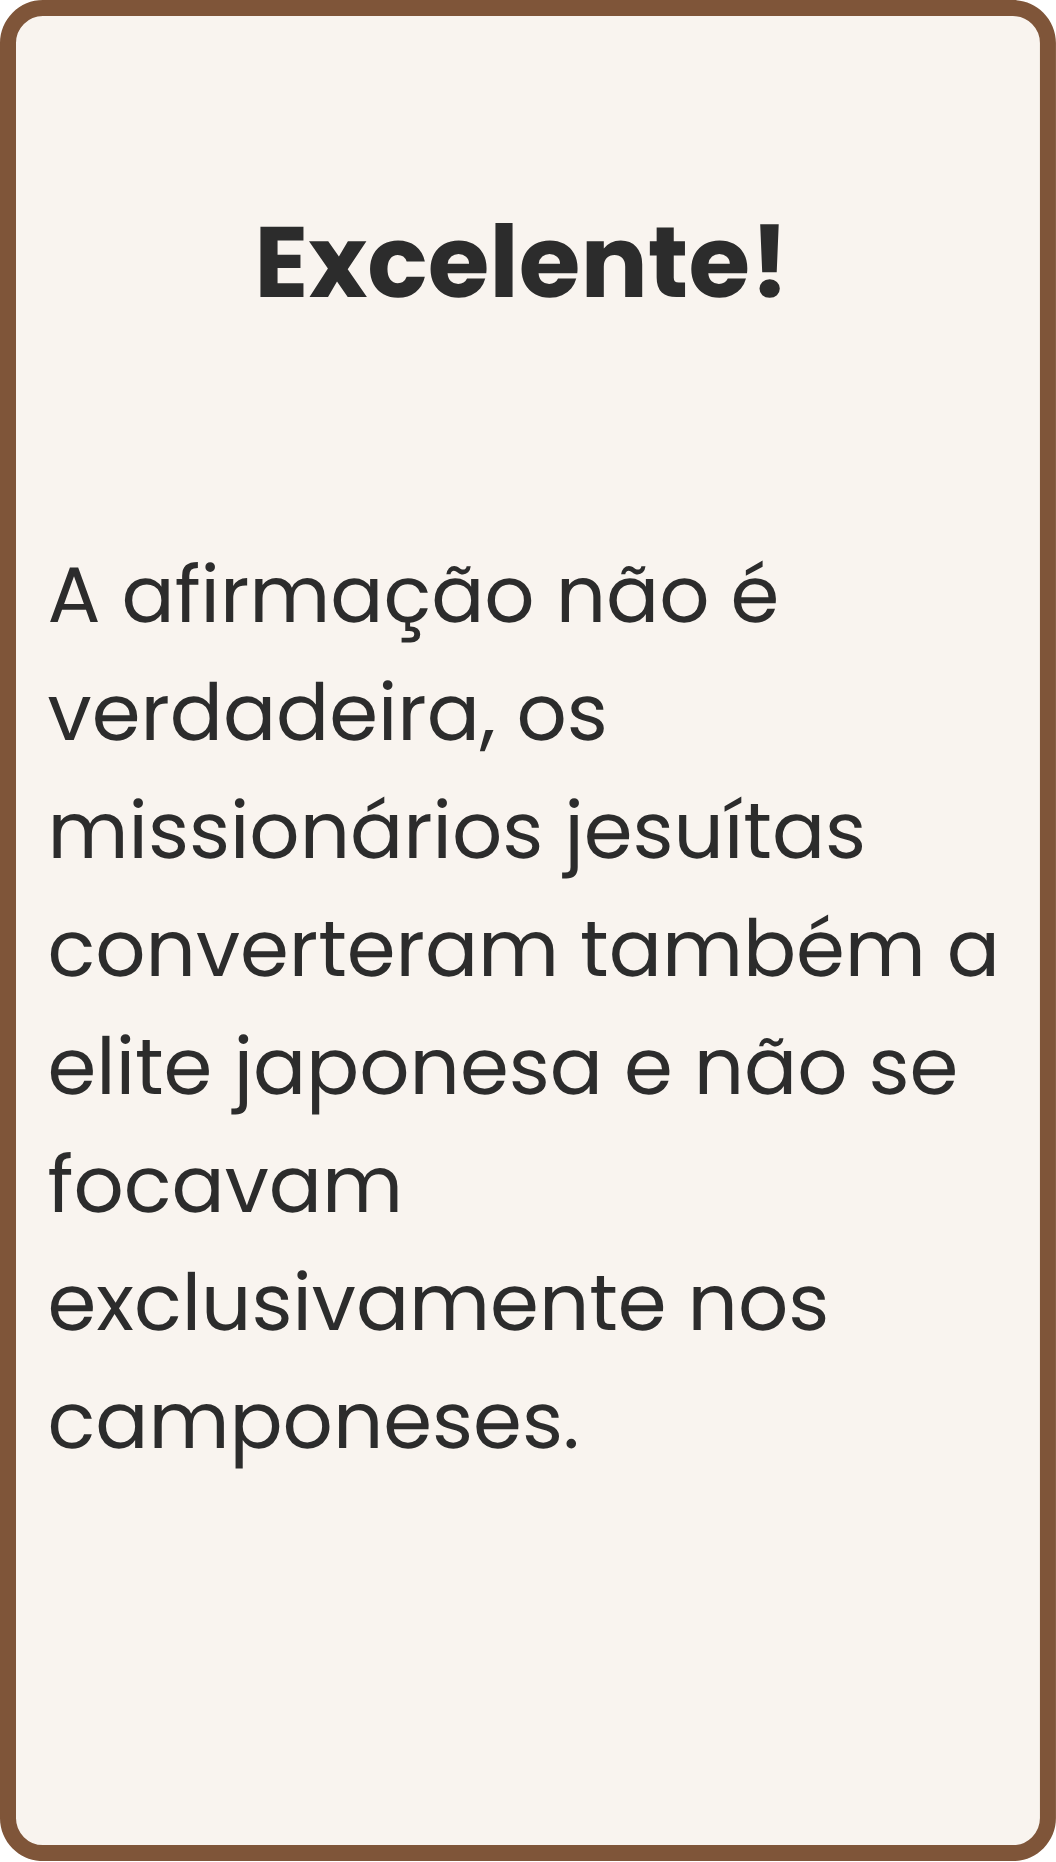 Excelente!
A afirmação não é
verdadeira, os
missionários jesuítas
converteram também a
elite japonesa e não se
focavam
exclusivamente nos
camponeses.